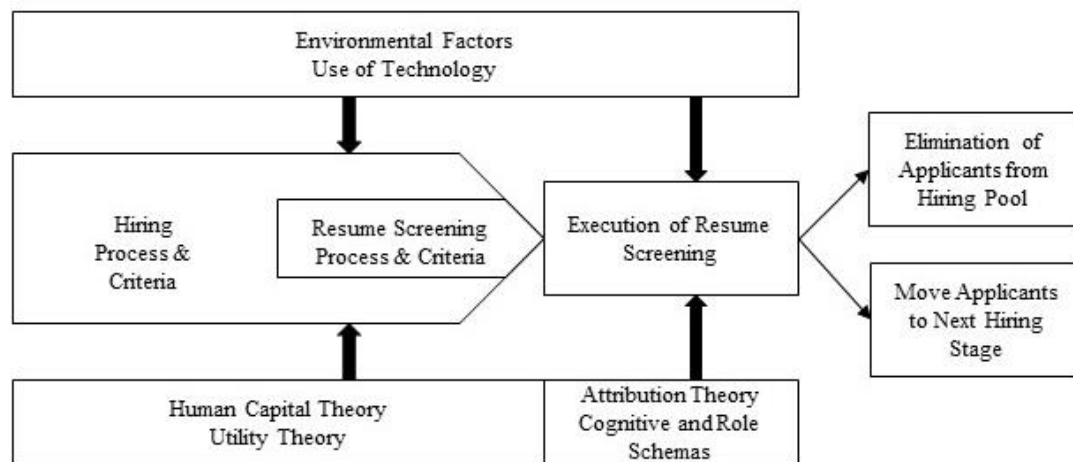 Environmental Factors
Use of Technology
Hiring
Process &
Criteria
Resume Screening
Process & Criteria
Execution of Resume
Screening
Elimination of
Applicants from
Hiring Pool
Move Applicants
to Next Hiring
Stage
Human Capital Theory
Utility Theory
Attribution Theory
Cognitive and Role
Schemas